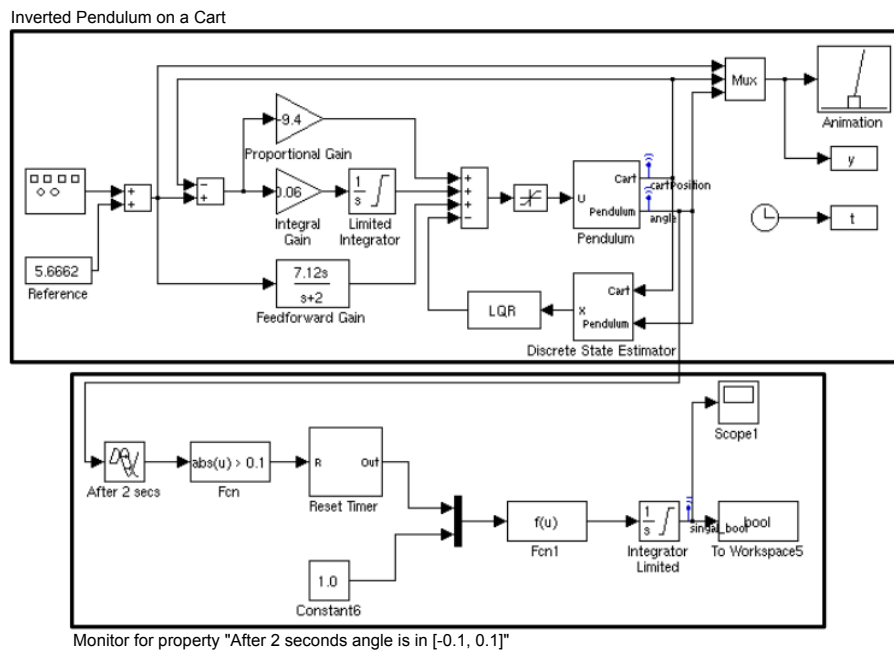 Inverted Pendulum on a Cart
Mux
Animation
-9.4
Proportional Gain
y
Cart
cartPosition
U
Pendulum
angle
Pendulum
0.06
Integral
Gain
1
s
Limited
Integrator
+
+
+
−
+
+
−
+
t
5.6662
Reference
7.12s
s+2
Feedforward Gain
LQR
Cart
X
Pendulum
Discrete State Estimator
Scope1
After 2 secs
abs(u) > 0.1
Fcn
R
Out
Reset Timer
f(u)
Fcn1
1
s
Integrator
Limited
singal_bool
bool
To Workspace5
1.0
Constant6
Monitor for property "After 2 seconds angle is in [-0.1, 0.1]"